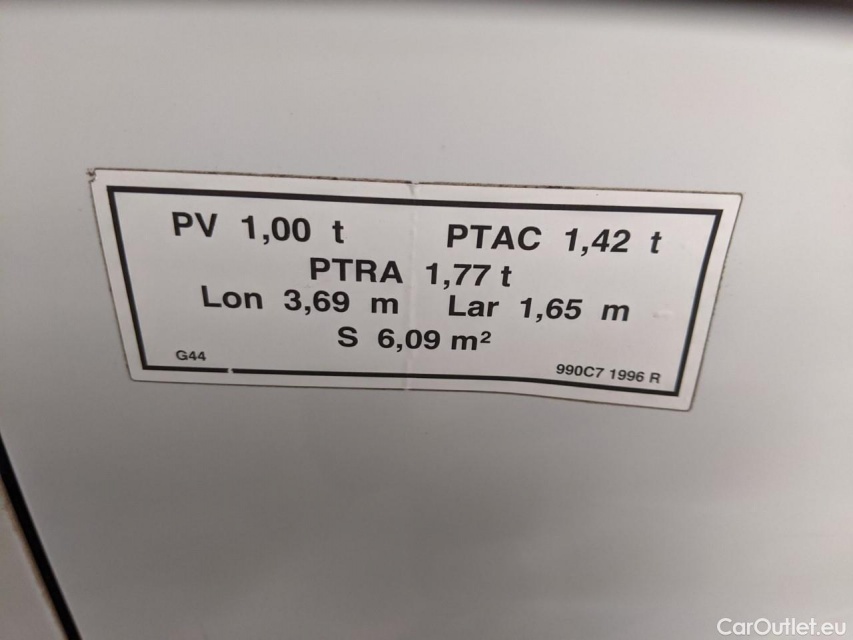 PV 1,00 t PTAC 1,42 t
PTRA 1,77 t
Lon 3,69 m Lar 1,65 m
S 6,09 m²
G44 990C7 1996 R
CarOutlet.eu